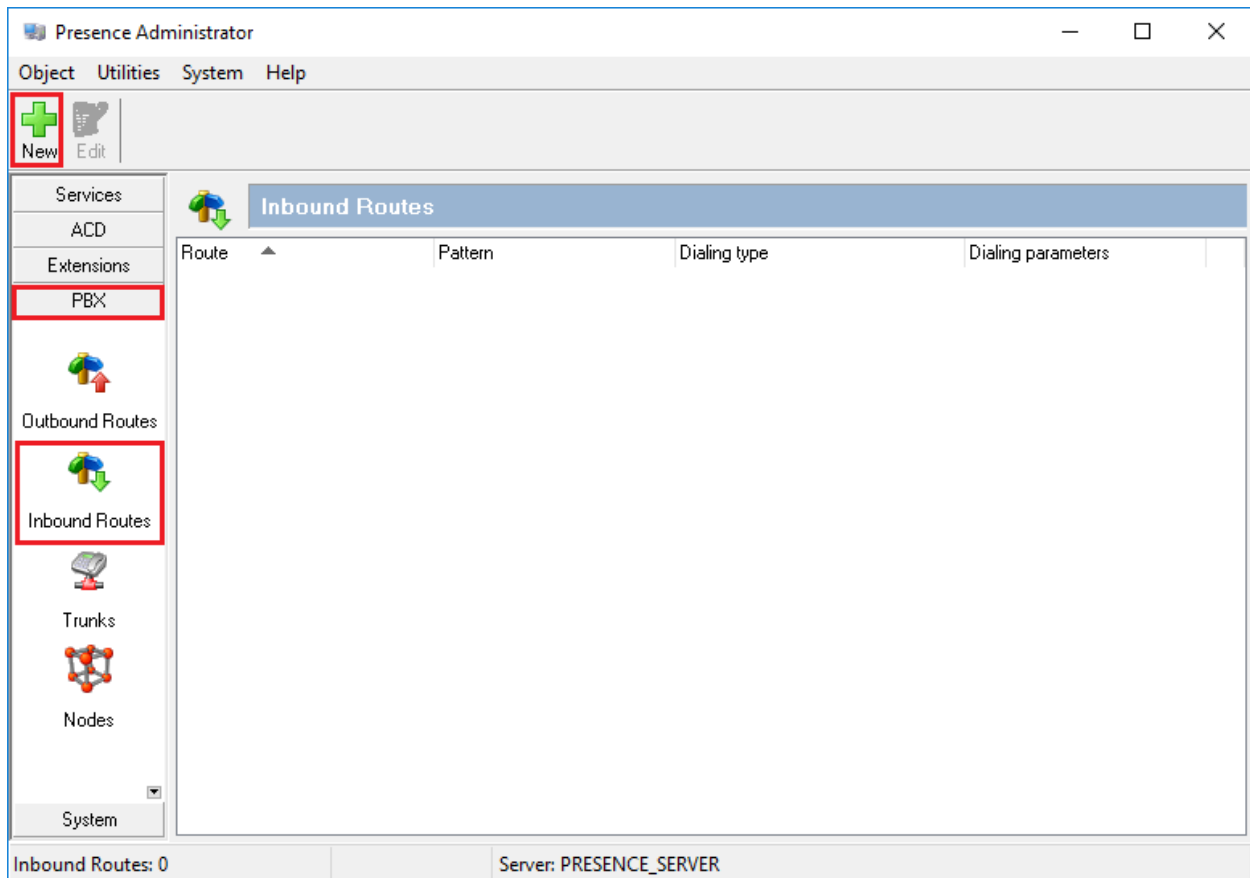 Presence Administrator
Object Utilities System Help
New Edit
Services
ACD
Extensions
PBX
Outbound Routes
Inbound Routes
Trunks
Nodes
System
Inbound Routes
Route Pattern Dialing type Dialing parameters
Inbound Routes: 0 Server: PRESENCE_SERVER